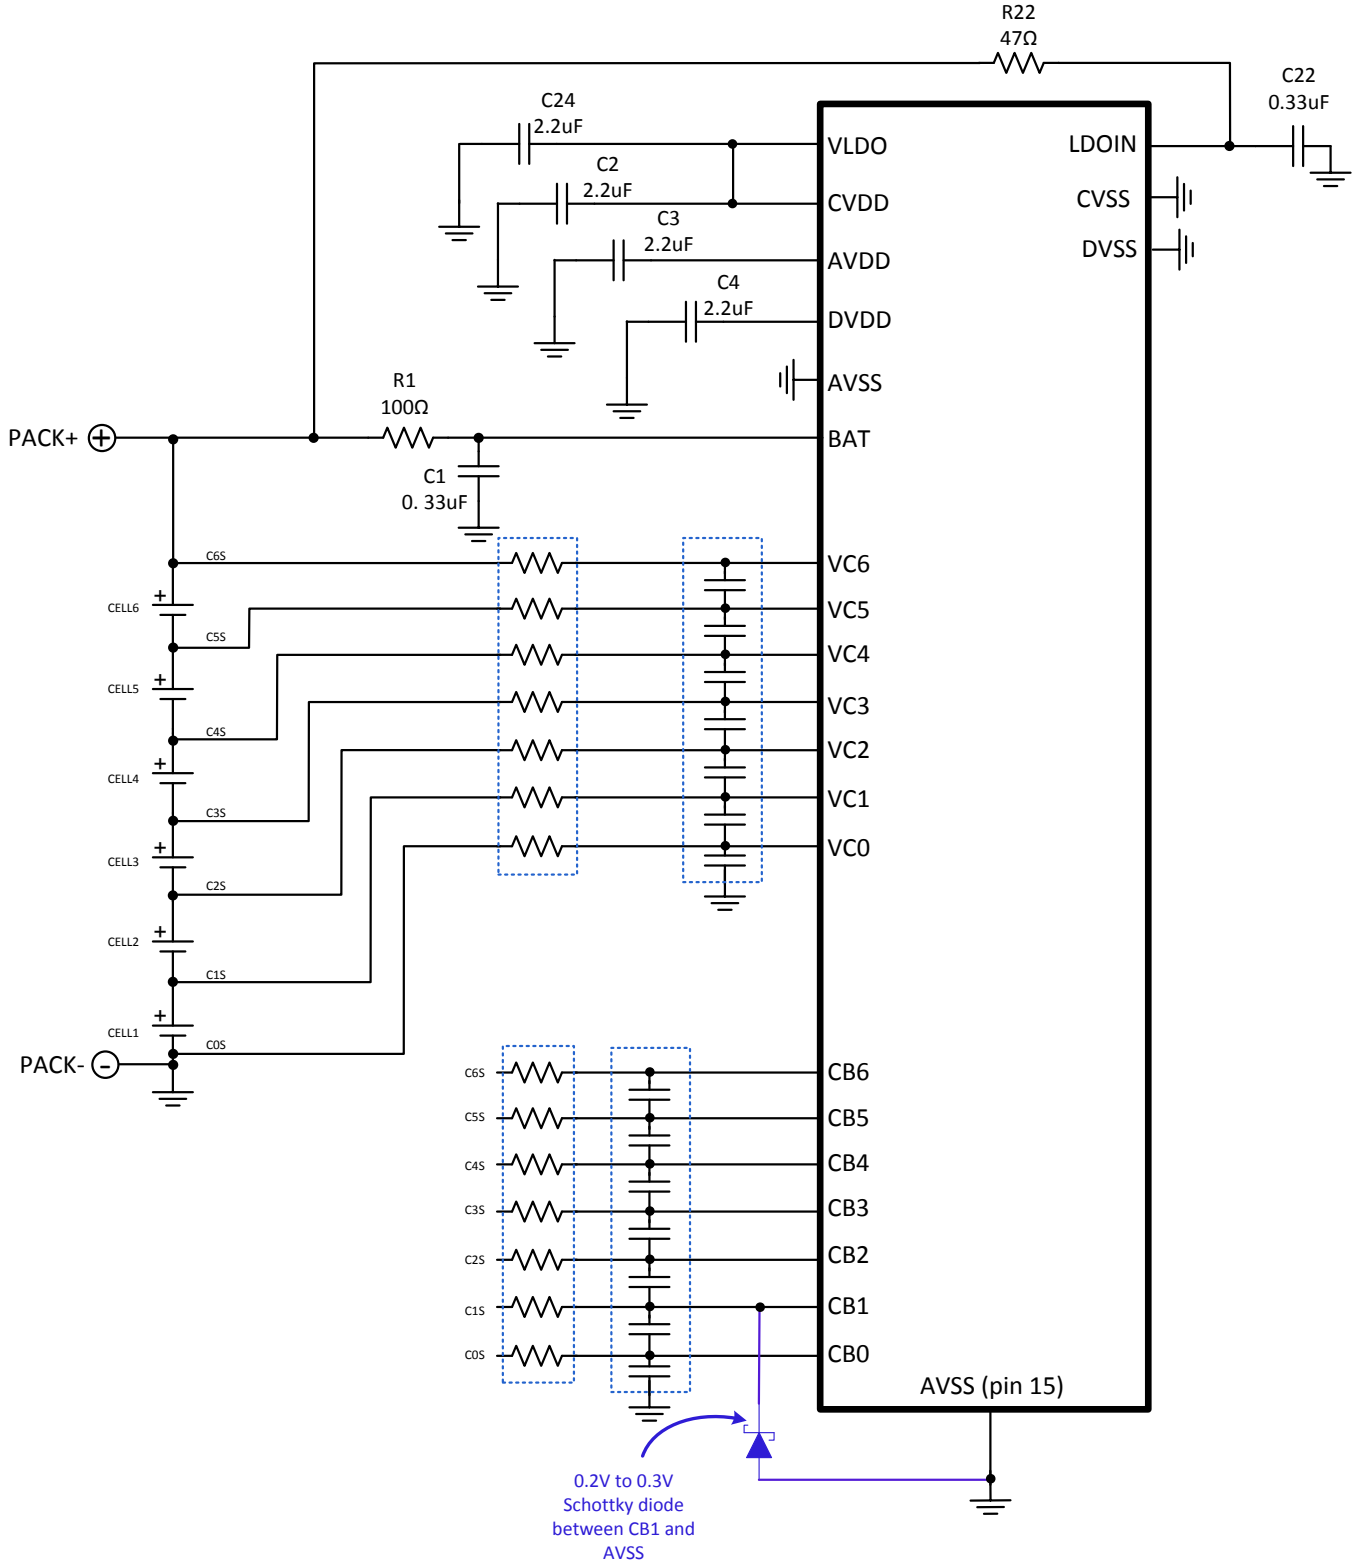 R22
47Ω
C22
0.33uF
C24
2.2uF
VLDO
LDOIN
C2
2.2uF
CVDD
CVSS
C3
2.2uF
AVDD
DVSS
C4
2.2uF
DVDD
AVSS
R1
100Ω
PACK+
+
BAT
C1
0. 33uF
C6S
VC6
+
CELL6
VC5
C5S
VC4
+
CELL5
VC3
C4S
VC2
+
CELL4
VC1
C3S
VC0
+
CELL3
C2S
+
CELL2
C1S
+
CELL1
C0S
PACK-
-
C6S
CB6
C5S
CB5
C4S
CB4
C3S
CB3
C2S
CB2
C1S
CB1
C0S
CB0
AVSS (pin 15)
0.2V to 0.3V
Schottky diode
between CB1 and
AVSS